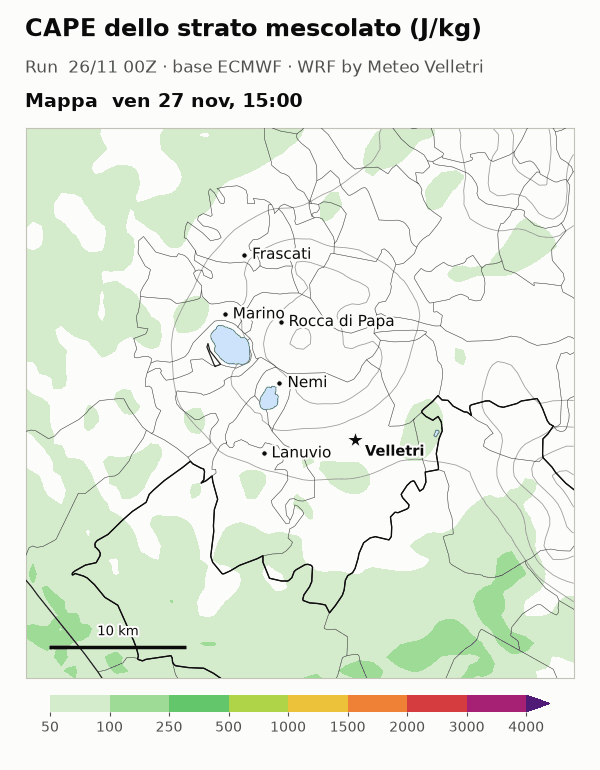 CAPE dello strato mescolato (J/kg)
Run 26/11 00Z · base ECMWF · WRF by Meteo Velletri
Mappa ven 27 nov, 15:00
Frascati
Marino
Rocca di Papa
Nemi
Velletri
Lanuvio
10 km
50 100 250 500 1000 1500 2000 3000 4000